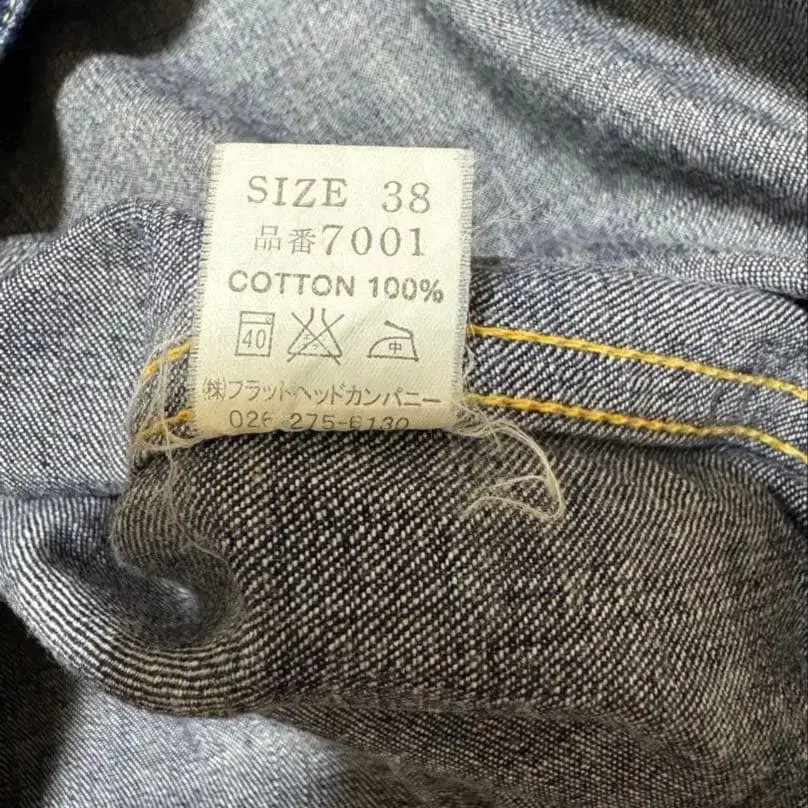 SIZE 38
品番7001
COTTON 100%
40 中
㈱フラットヘッドカンパニー
026-275-6130